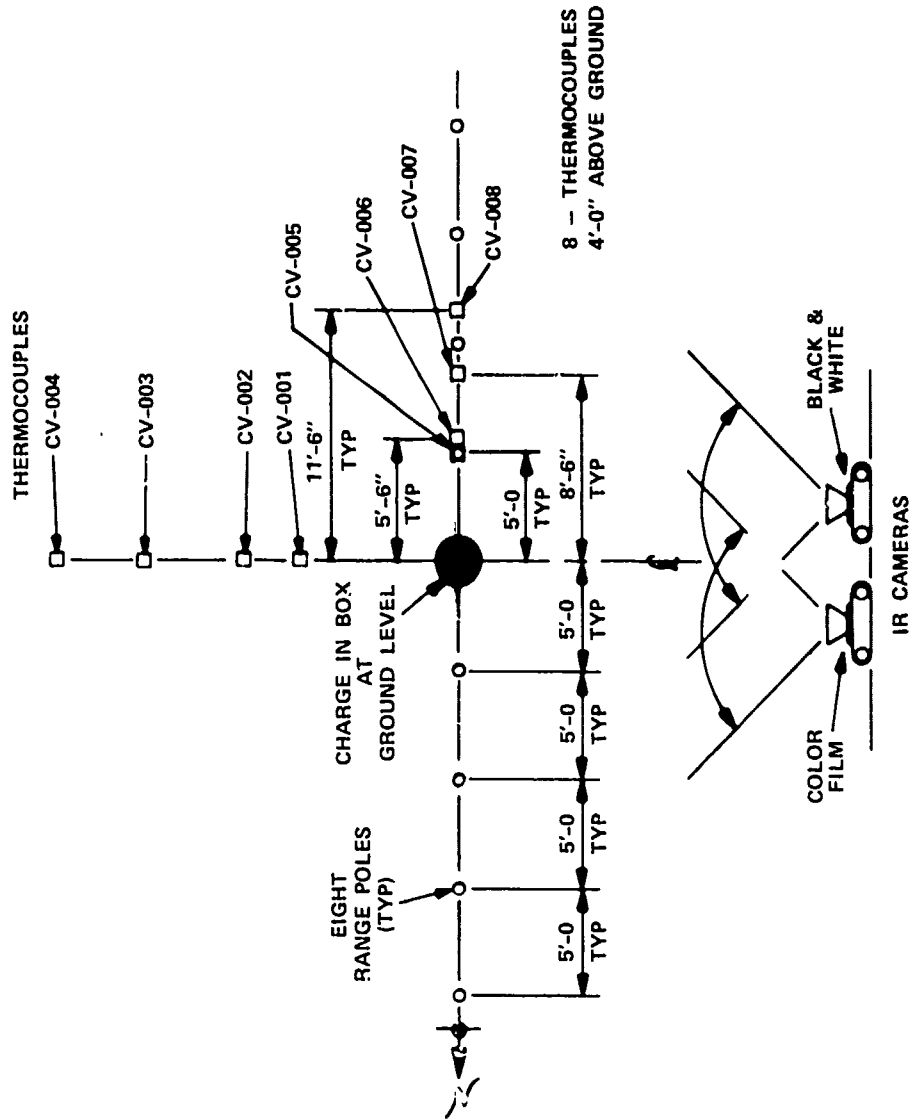 THERMOCOUPLES
CV-004
CV-003
CV-002
CV-001
11'-6"
TYP
CV-005
CV-006
CV-007
CV-008
5'-6"
TYP
5'-0
TYP
8'-6"
TYP
8 – THERMOCOUPLES
4'-0" ABOVE GROUND
CHARGE IN BOX
AT
GROUND LEVEL
EIGHT
RANGE POLES
(TYP)
5'-0
TYP
5'-0
TYP
5'-0
TYP
5'-0
TYP
N
COLOR
FILM
BLACK &
WHITE
IR CAMERAS